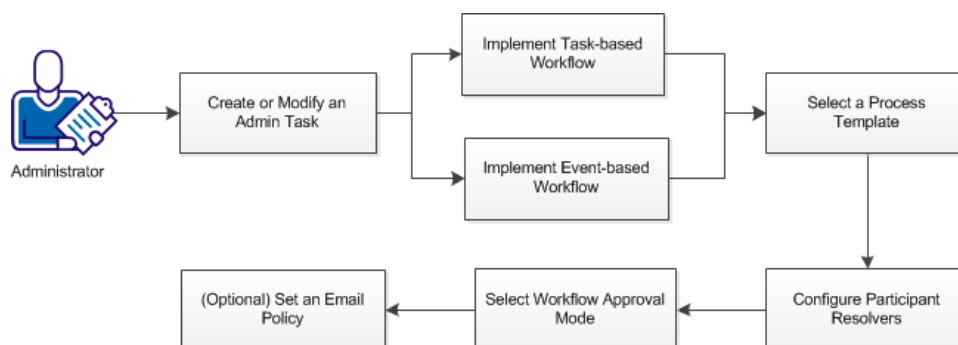 Administrator
Create or Modify an
Admin Task
Implement Task-based
Workflow
Implement Event-based
Workflow
Select a Process
Template
Configure Participant
Resolvers
Select Workflow Approval
Mode
(Optional) Set an Email
Policy